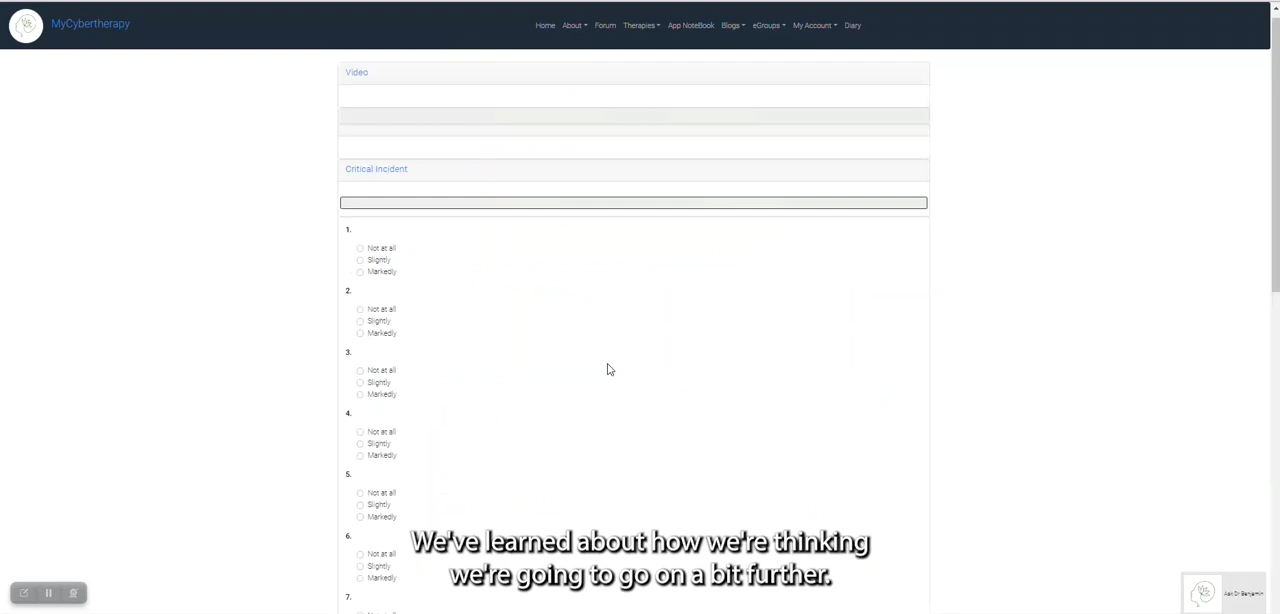 MyCybertherapy
Home About Forum Therapies App NoteBook Blogs eGroups My Account Diary
Video
Critical Incident
1.
Not at all
Slightly
Markedly
2.
Not at all
Slightly
Markedly
3.
Not at all
Slightly
Markedly
4.
Not at all
Slightly
Markedly
5.
Not at all
Slightly
Markedly
6.
Not at all
Slightly
Markedly
7.
We've learned about how we're thinking
we're going to go on a bit further.
Ask Dr Benjamin